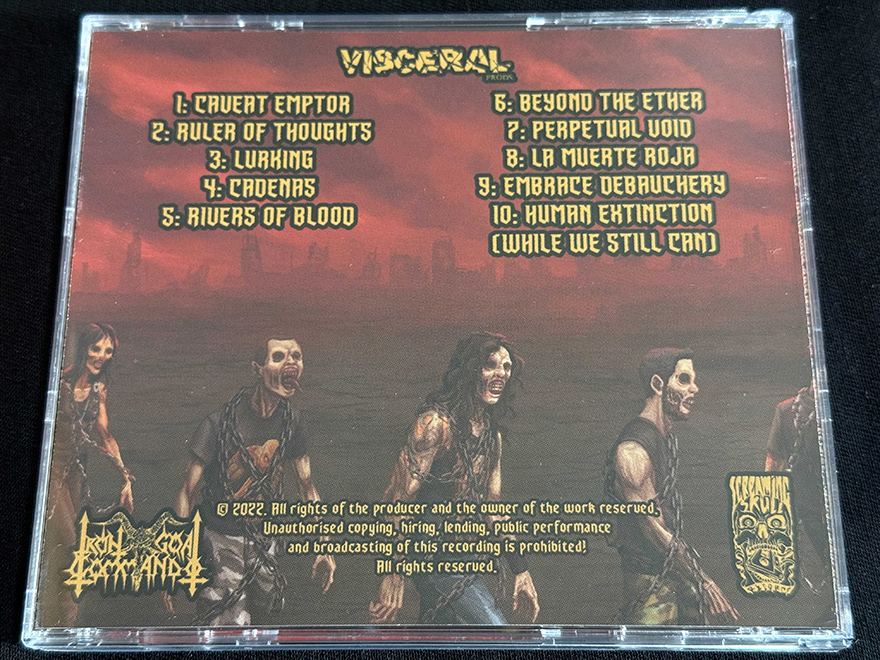 VISCERAL
PRODS.
1: CAVEAT EMPTOR
2: RULER OF THOUGHTS
3: LURKING
4: CADENAS
5: RIVERS OF BLOOD
6: BEYOND THE ETHER
7: PERPETUAL VOID
8: LA MUERTE ROJA
9: EMBRACE DEBAUCHERY
10: HUMAN EXTINCTION
(WHILE WE STILL CAN)
© 2022. All rights of the producer and the owner of the work reserved.
Unauthorised copying, hiring, lending, public performance
and broadcasting of this recording is prohibited!
All rights reserved.
IRON GOAT
COMMANDO
SCREAMING